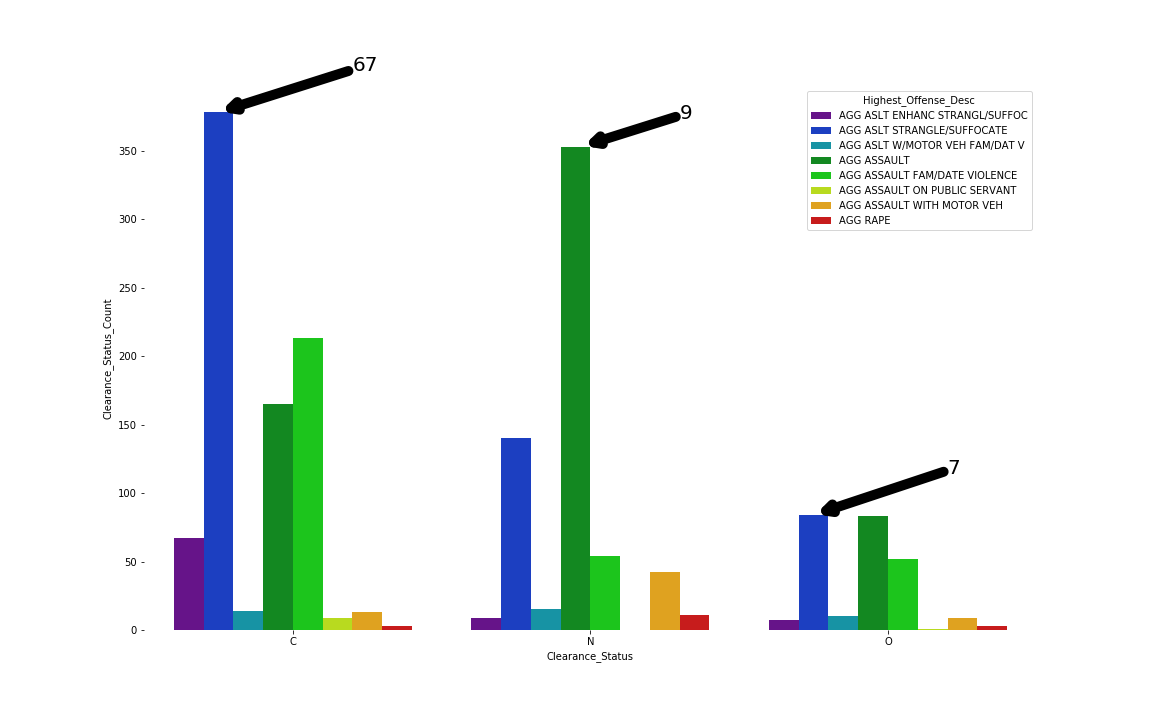 67
9
7
Highest_Offense_Desc
AGG ASLT ENHANC STRANGL/SUFFOC
AGG ASLT STRANGLE/SUFFOCATE
AGG ASLT W/MOTOR VEH FAM/DAT V
AGG ASSAULT
AGG ASSAULT FAM/DATE VIOLENCE
AGG ASSAULT ON PUBLIC SERVANT
AGG ASSAULT WITH MOTOR VEH
AGG RAPE
Clearance_Status_Count
350
300
250
200
150
100
50
0
C
N
O
Clearance_Status